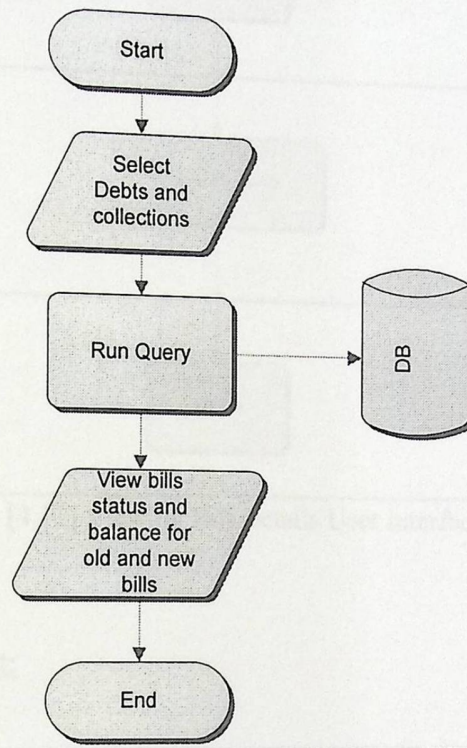 Start
Select
Debts and
collections
Run Query
DB
View bills
status and
balance for
old and new
bills
End